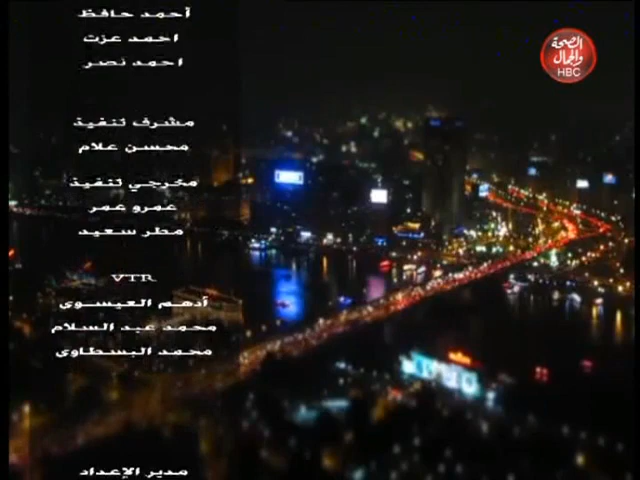 أحمد حافظ
احمد عزت
احمد نصر
مشرف تنفيذ
محسن علام
مخرجي تنفيذ
عمرو عمر
مطر سعيد
VTR
أدهم العيسوى
محمد عبد السلام
محمد البسطاوى
مدير الإعداد
الصحة
والجمال
HBC